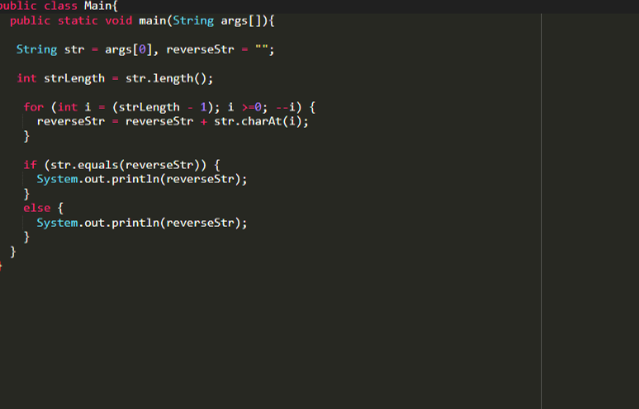 public class Main{
public static void main(String args[]){
String str = args[0], reverseStr = "";
int strLength = str.length();
for (int i = (strLength - 1); i >=0; --i) {
reverseStr = reverseStr + str.charAt(i);
}
if (str.equals(reverseStr)) {
System.out.println(reverseStr);
}
else {
System.out.println(reverseStr);
}
}
}